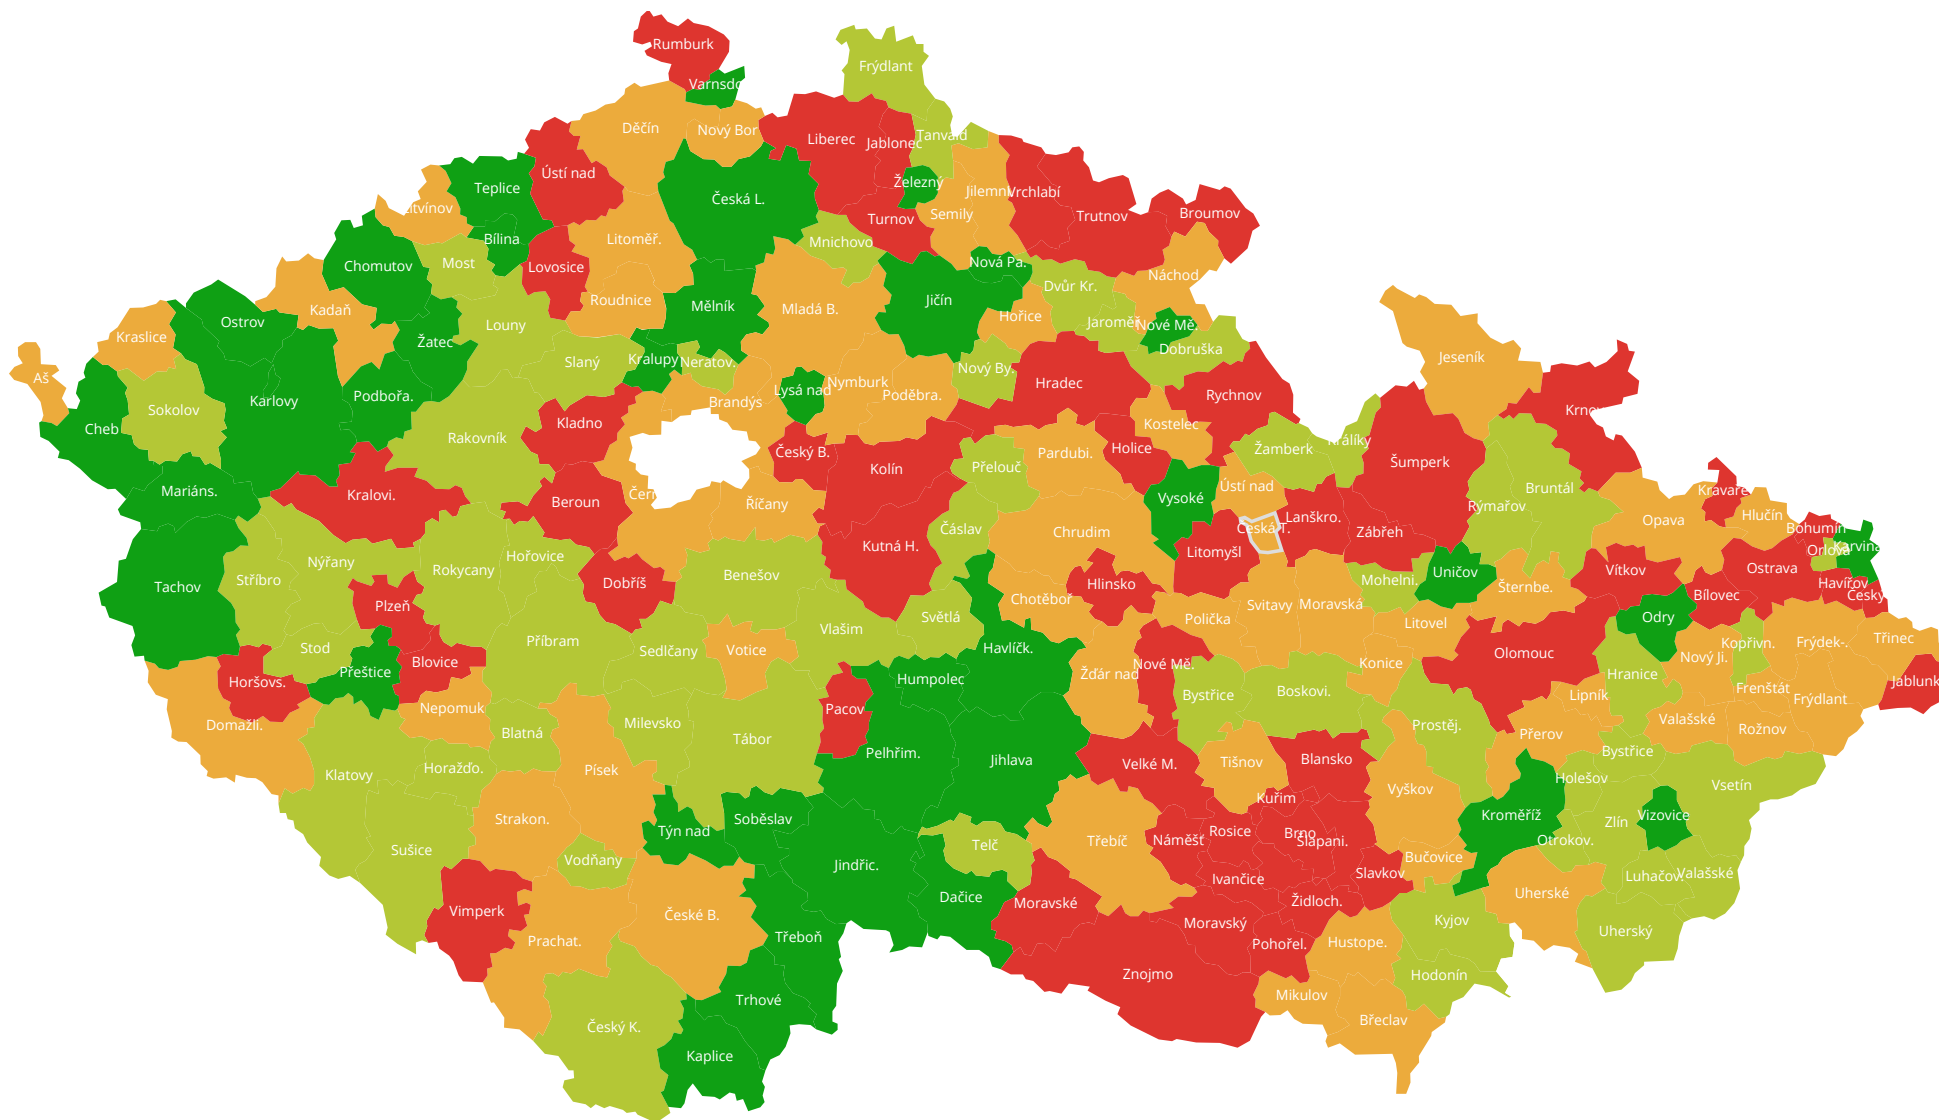 Rumburk
Frýdlant
Varnsdo
Děčín
Nový Bor
Liberec
Jablonec
Tanvald
Ústí nad
Teplice
Železný
Jilemni
Vrchlabí
Česká L.
Litvínov
Semily
Turnov
Trutnov
Broumov
Bílina
Litoměř.
Mnichovo
Chomutov
Most
Lovosice
Nová Pa.
Náchod
Dvůr Kr.
Roudnice
Jičín
Mělník
Mladá B.
Kadaň
Ostrov
Louny
Hořice
Jaroměř
Nové Mě.
Kraslice
Žatec
Dobruška
Jeseník
Slaný
Kralupy
Neratov.
Nový By.
Aš
Nymburk
Hradec
Lysá nad
Poděbra.
Podbořa.
Rychnov
Karlovy
Brandýs
Sokolov
Krnov
Kladno
Kostelec
Cheb
Rakovník
Králíky
Český B.
Holice
Žamberk
Pardubi.
Šumperk
Kolín
Přelouč
Ústí nad
Bruntál
Mariáns.
Kralovi.
Vysoké
Kravaře
Beroun
Říčany
Rýmařov
Hlučín
Lanškro.
Opava
Čáslav
Česká T.
Bohumín
Chrudim
Zábřeh
Kutná H.
Karviná
Litomyšl
Orlová
Hořovice
Nýřany
Rokycany
Ostrava
Vítkov
Uničov
Benešov
Stříbro
Mohelni.
Havířov
Dobříš
Hlinsko
Tachov
Šternbe.
Český
Bílovec
Chotěboř
Svitavy
Moravská
Plzeň
Světlá
Odry
Polička
Litovel
Vlašim
Příbram
Třinec
Kopřivn.
Frýdek-.
Stod
Havlíčk.
Sedlčany
Votice
Olomouc
Nový Ji.
Blovice
Konice
Nové Mě.
Přeštice
Žďár nad
Hranice
Horšovs.
Humpolec
Jablunk
Frenštát
Boskovi.
Bystřice
Lipník
Frýdlant
Nepomuk
Pacov
Valašské
Milevsko
Domažli.
Prostěj.
Rožnov
Blatná
Přerov
Tábor
Pelhřim.
Bystřice
Jihlava
Blansko
Tišnov
Velké M.
Horažďo.
Písek
Klatovy
Holešov
Vsetín
Vyškov
Kuřim
Kroměříž
Vizovice
Strakon.
Soběslav
Zlín
Týn nad
Rosice
Brno
Náměšť
Šlapani.
Třebíč
Otrokov.
Telč
Sušice
Bučovice
Vodňany
Jindřic.
Slavkov
Valašské
Luhačov.
Ivančice
Uherské
Dačice
Židloch.
Moravské
Vimperk
České B.
Kyjov
Moravský
Uherský
Třeboň
Prachat.
Hustope.
Pohořel.
Znojmo
Hodonín
Mikulov
Trhové
Břeclav
Český K.
Kaplice